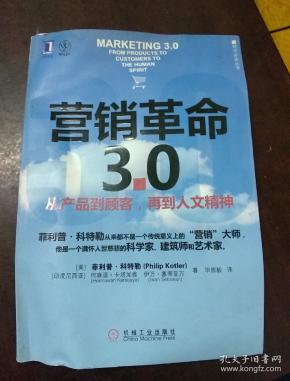 MARKETING 3.0
FROM PRODUCTS TO
CUSTOMERS TO
THE HUMAN
SPIRIT
营销革命
3.0
从产品到顾客，再到人文精神
菲利普·科特勒从来都不是一个传统意义上的“营销”大师，
他是一个满怀人世悲悯的科学家、建筑师和艺术家。
[美] 菲利普·科特勒 (Philip Kotler)
[印度尼西亚] 何麻温·卡塔加雅 伊万·塞蒂亚万 著 毕崇毅 译
(Hermawan Kartajaya) (Iwan Setiawan)
机械工业出版社
China Machine Press
孔夫子旧书网